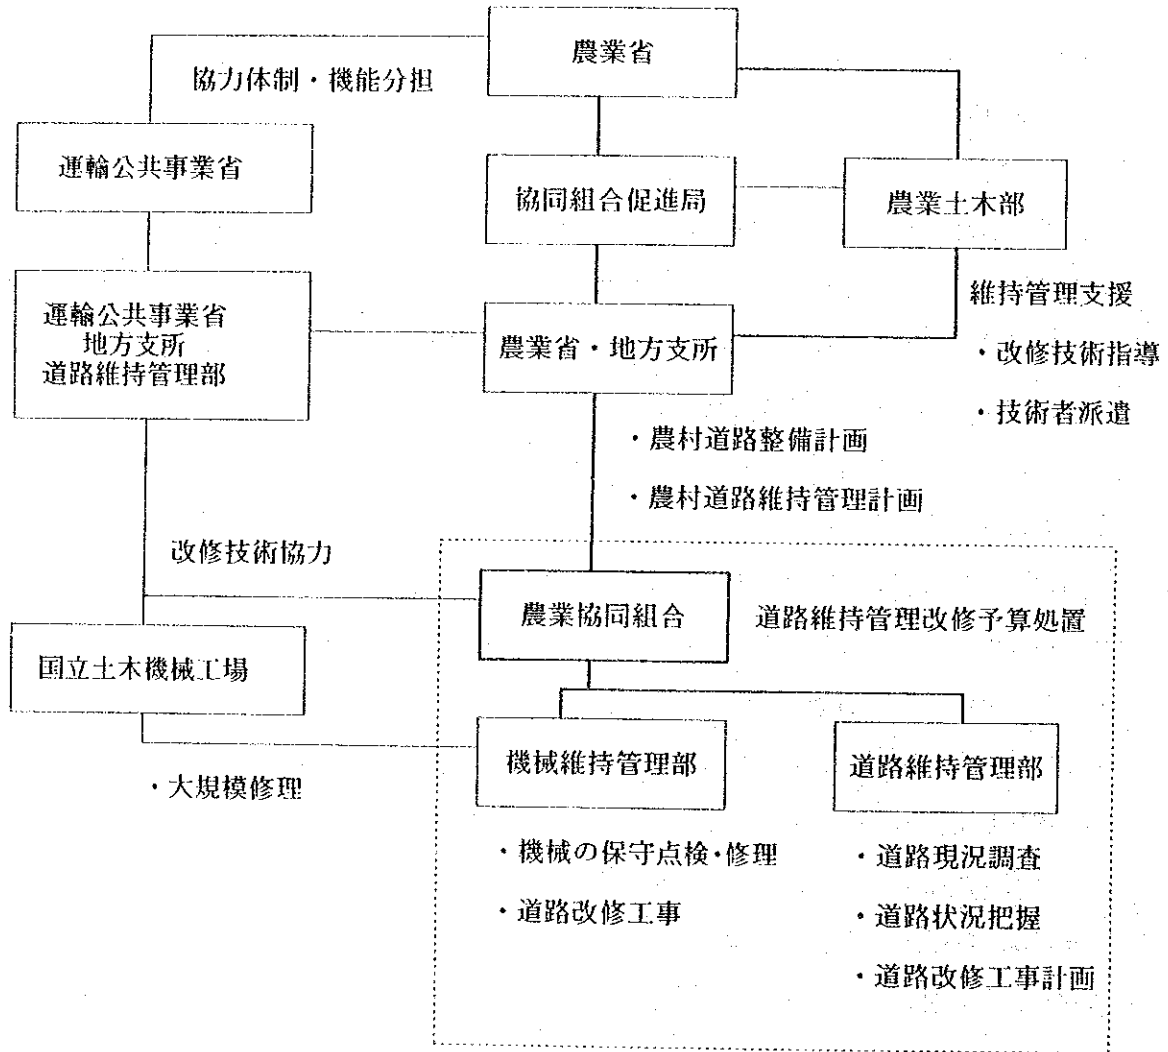 農業省
協力体制・機能分担
運輸公共事業省
協同組合促進局
農業土木部
運輸公共事業省
地方支所
道路維持管理部
農業省・地方支所
維持管理支援
・改修技術指導
・技術者派遣
・農村道路整備計画
・農村道路維持管理計画
改修技術協力
農業協同組合
道路維持管理改修予算処置
国立土木機械工場
機械維持管理部
道路維持管理部
・大規模修理
・機械の保守点検・修理
・道路改修工事
・道路現況調査
・道路状況把握
・道路改修工事計画